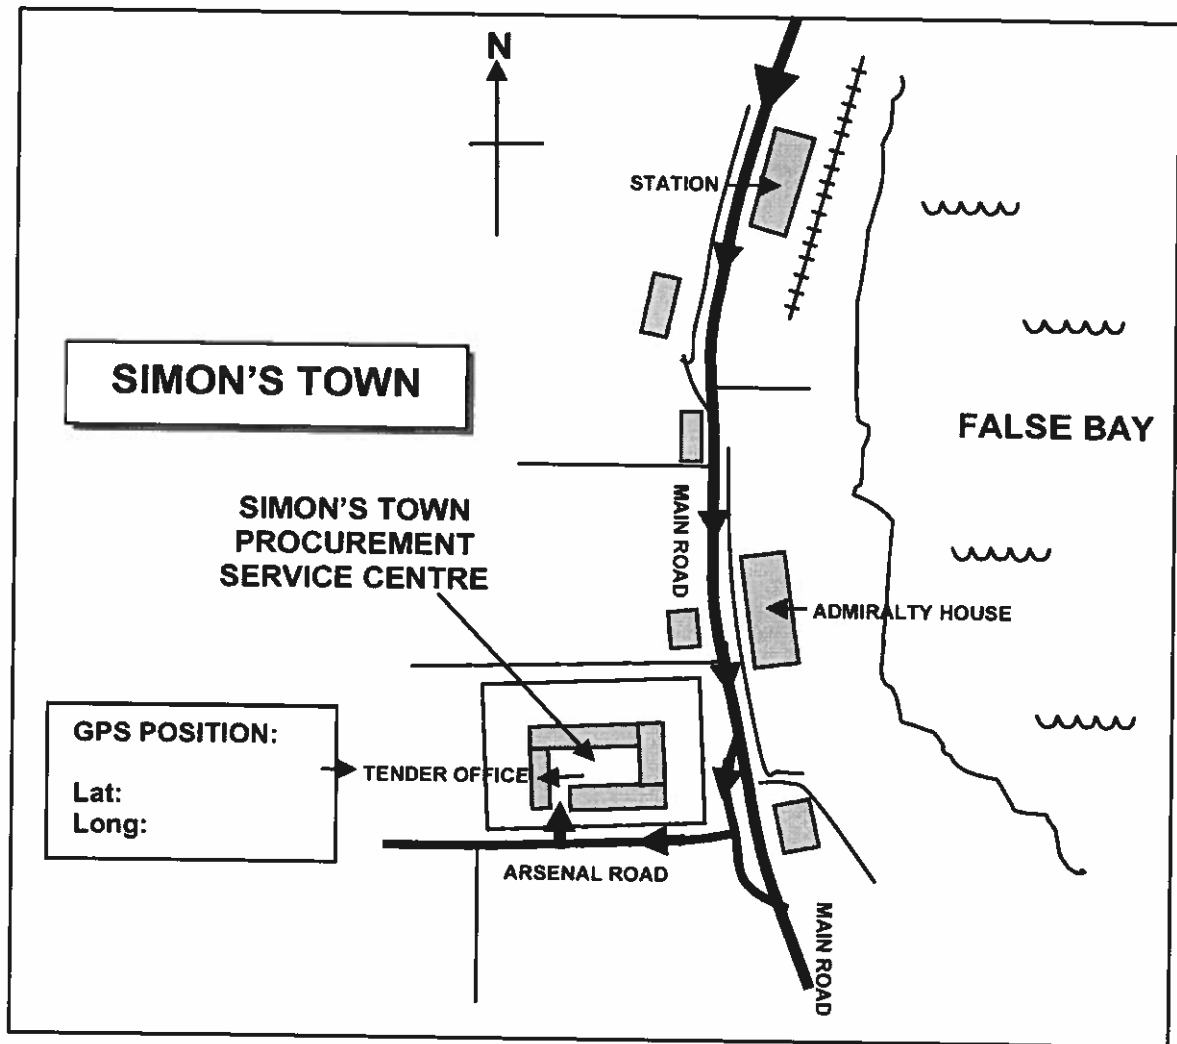 N
STATION
SIMON'S TOWN
FALSE BAY
SIMON'S TOWN
PROCUREMENT
SERVICE CENTRE
MAIN ROAD
ADMIRALTY HOUSE
GPS POSITION:
Lat:
Long:
TENDER OFFICE
ARSENAL ROAD
MAIN ROAD